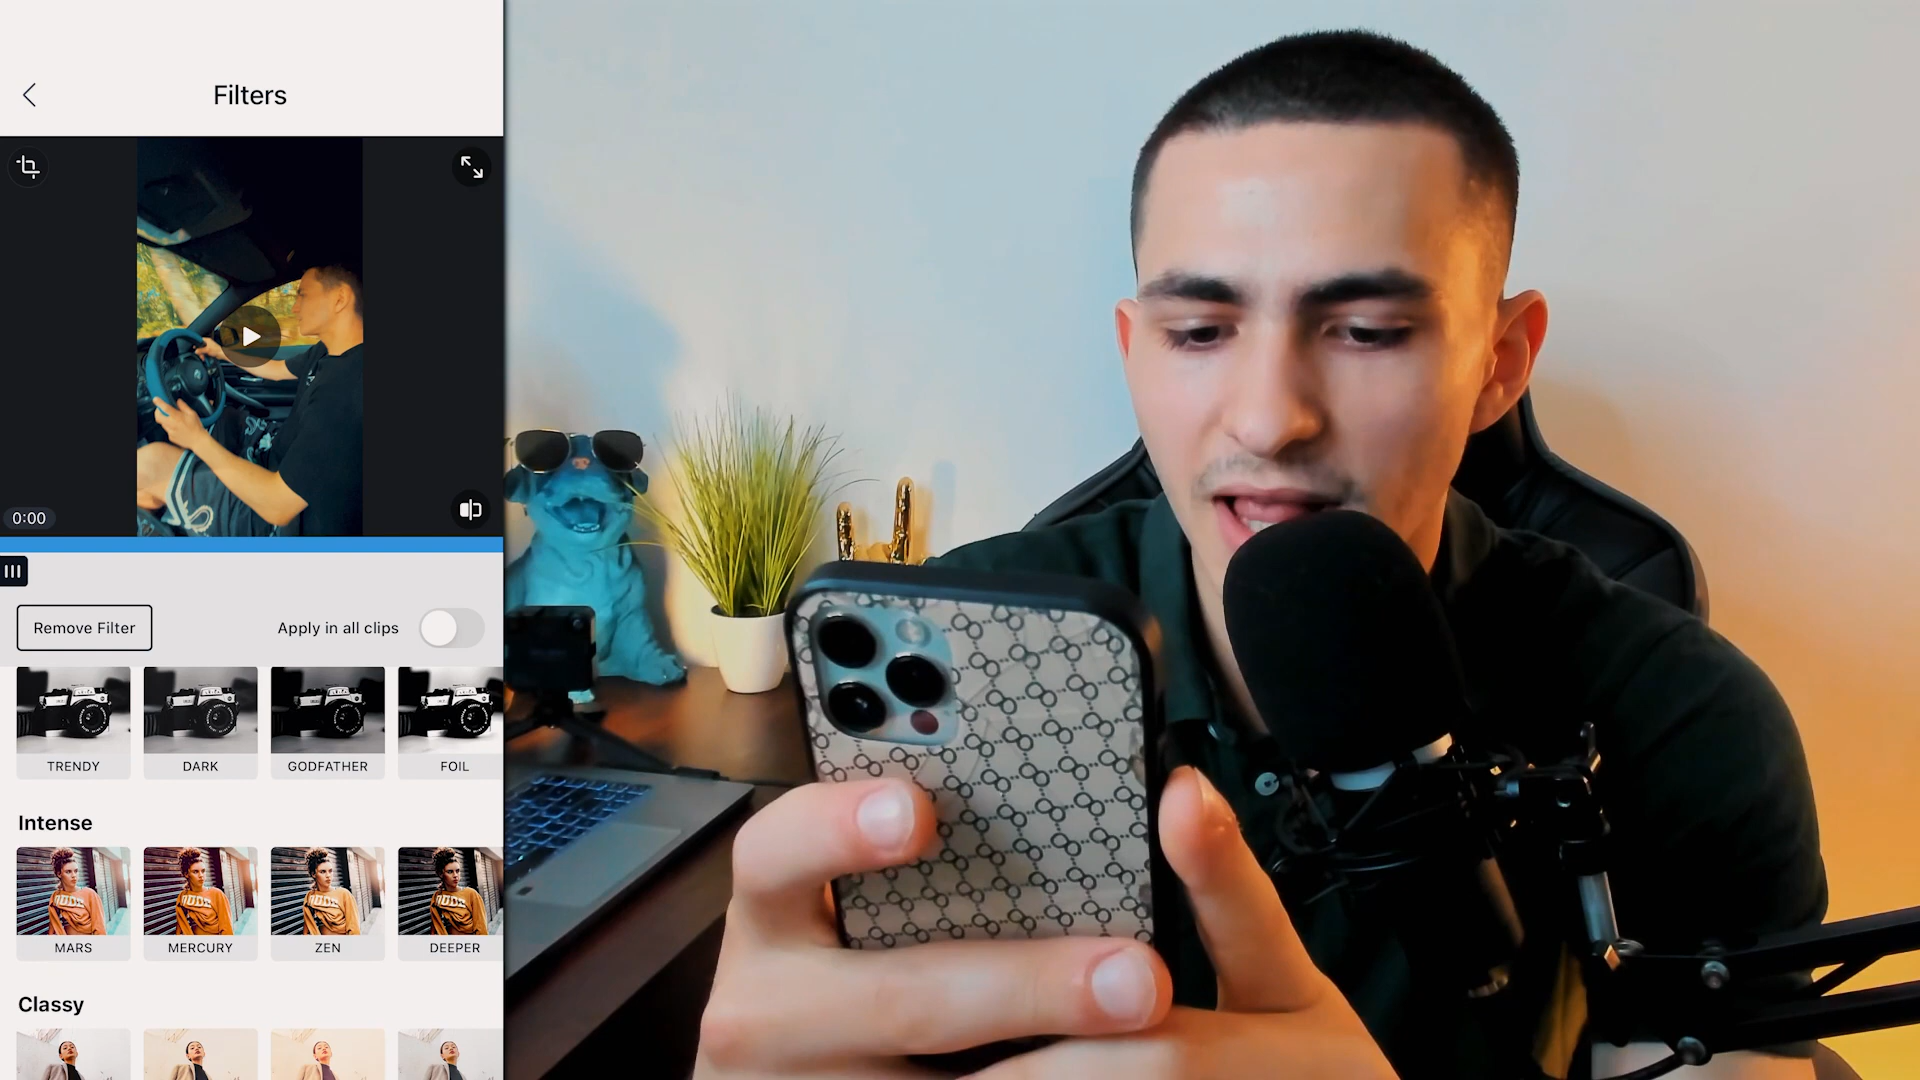 Filters
0:00
Remove Filter
Apply in all clips
TRENDY
DARK
GODFATHER
FOIL
Intense
MARS
MERCURY
ZEN
DEEPER
Classy